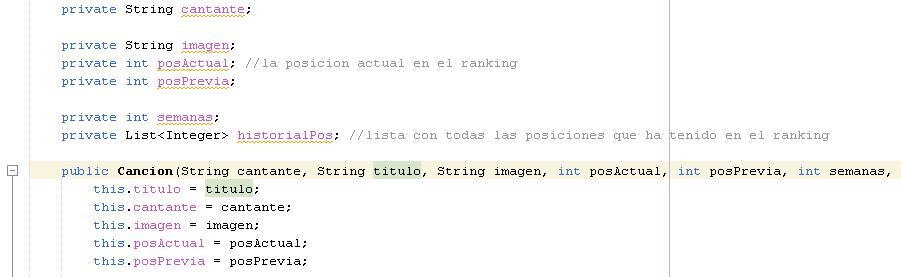 private String cantante;
private String imagen;
private int posActual; //la posicion actual en el ranking
private int posPrevia;
private int semanas;
private List<Integer> historialPos; //lista con todas las posiciones que ha tenido en el ranking
public Cancion(String cantante, String titulo, String imagen, int posActual, int posPrevia, int semanas,
this.titulo = titulo;
this.cantante = cantante;
this.imagen = imagen;
this.posActual = posActual;
this.posPrevia = posPrevia;